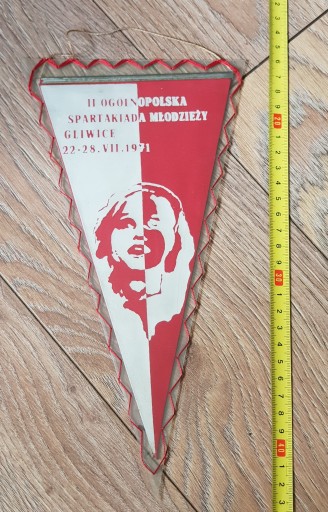 II OGÓLNOPOLSKA
SPARTAKIADA MŁODZIEŻY
GLIWICE
22-28.VII.1971